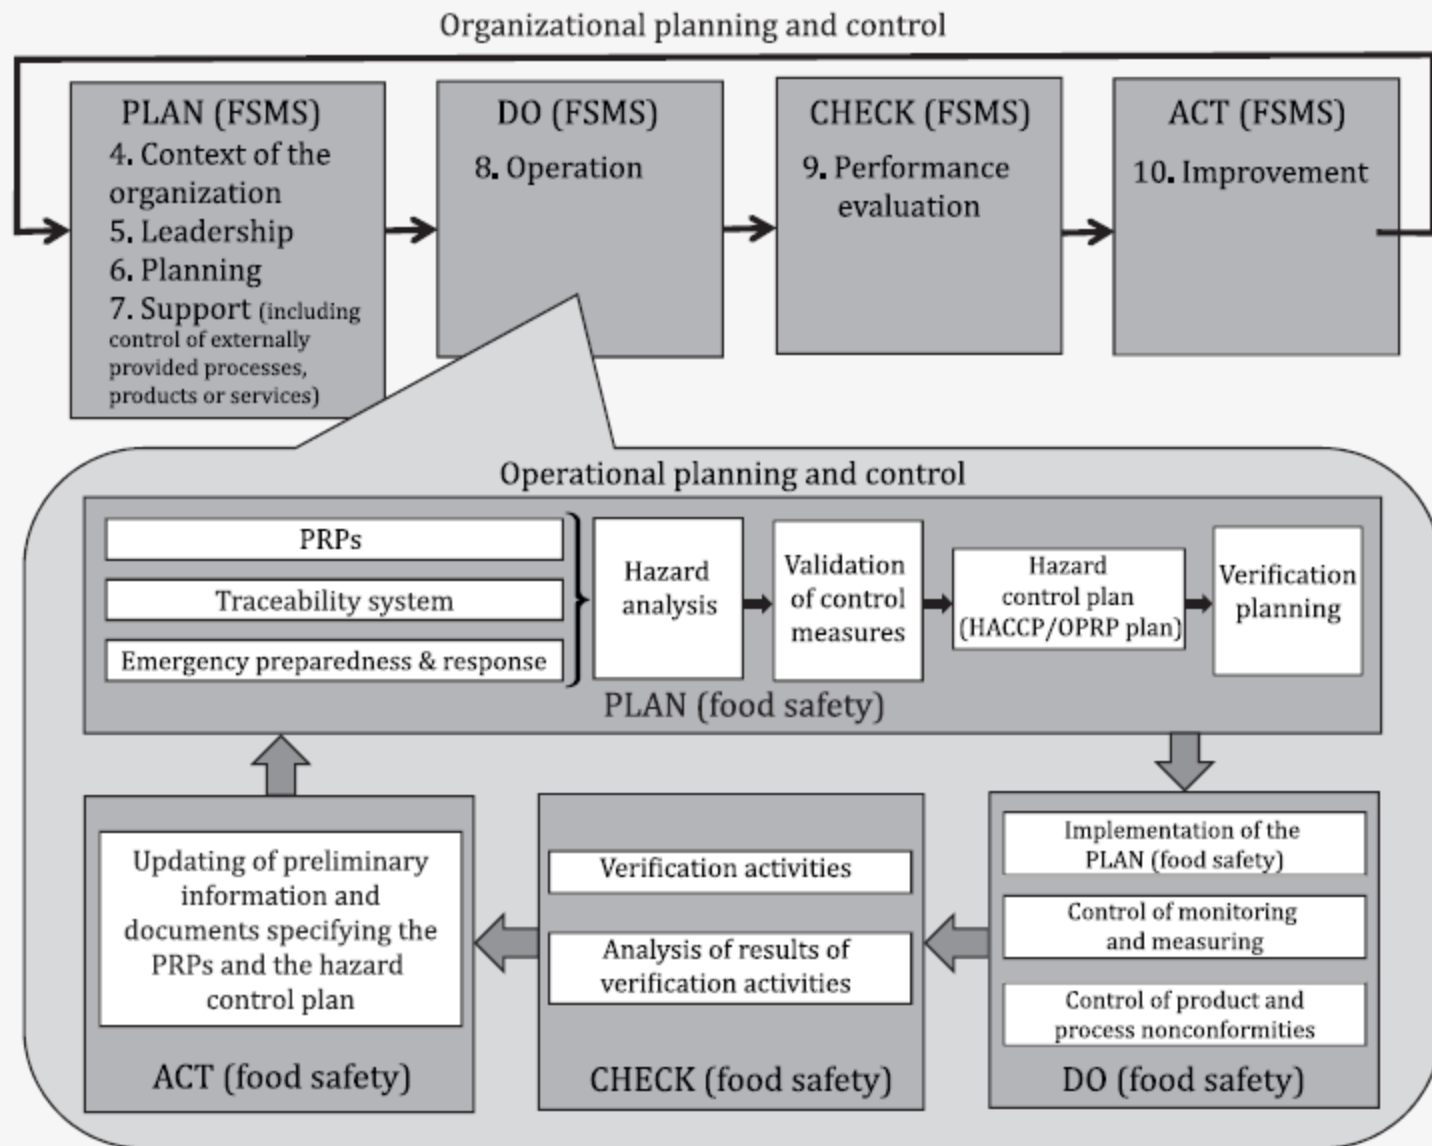 Organizational planning and control
PLAN (FSMS)
4. Context of the
organization
5. Leadership
6. Planning
7. Support (including
control of externally
provided processes,
products or services)
DO (FSMS)
8. Operation
CHECK (FSMS)
9. Performance
evaluation
ACT (FSMS)
10. Improvement
Operational planning and control
PRPs
Traceability system
Emergency preparedness & response
Hazard
analysis
Validation
of control
measures
Hazard
control plan
(HACCP/OPRP plan)
Verification
planning
PLAN (food safety)
Updating of preliminary
information and
documents specifying the
PRPs and the hazard
control plan
ACT (food safety)
Verification activities
Analysis of results of
verification activities
CHECK (food safety)
Implementation of the
PLAN (food safety)
Control of monitoring
and measuring
Control of product and
process nonconformities
DO (food safety)